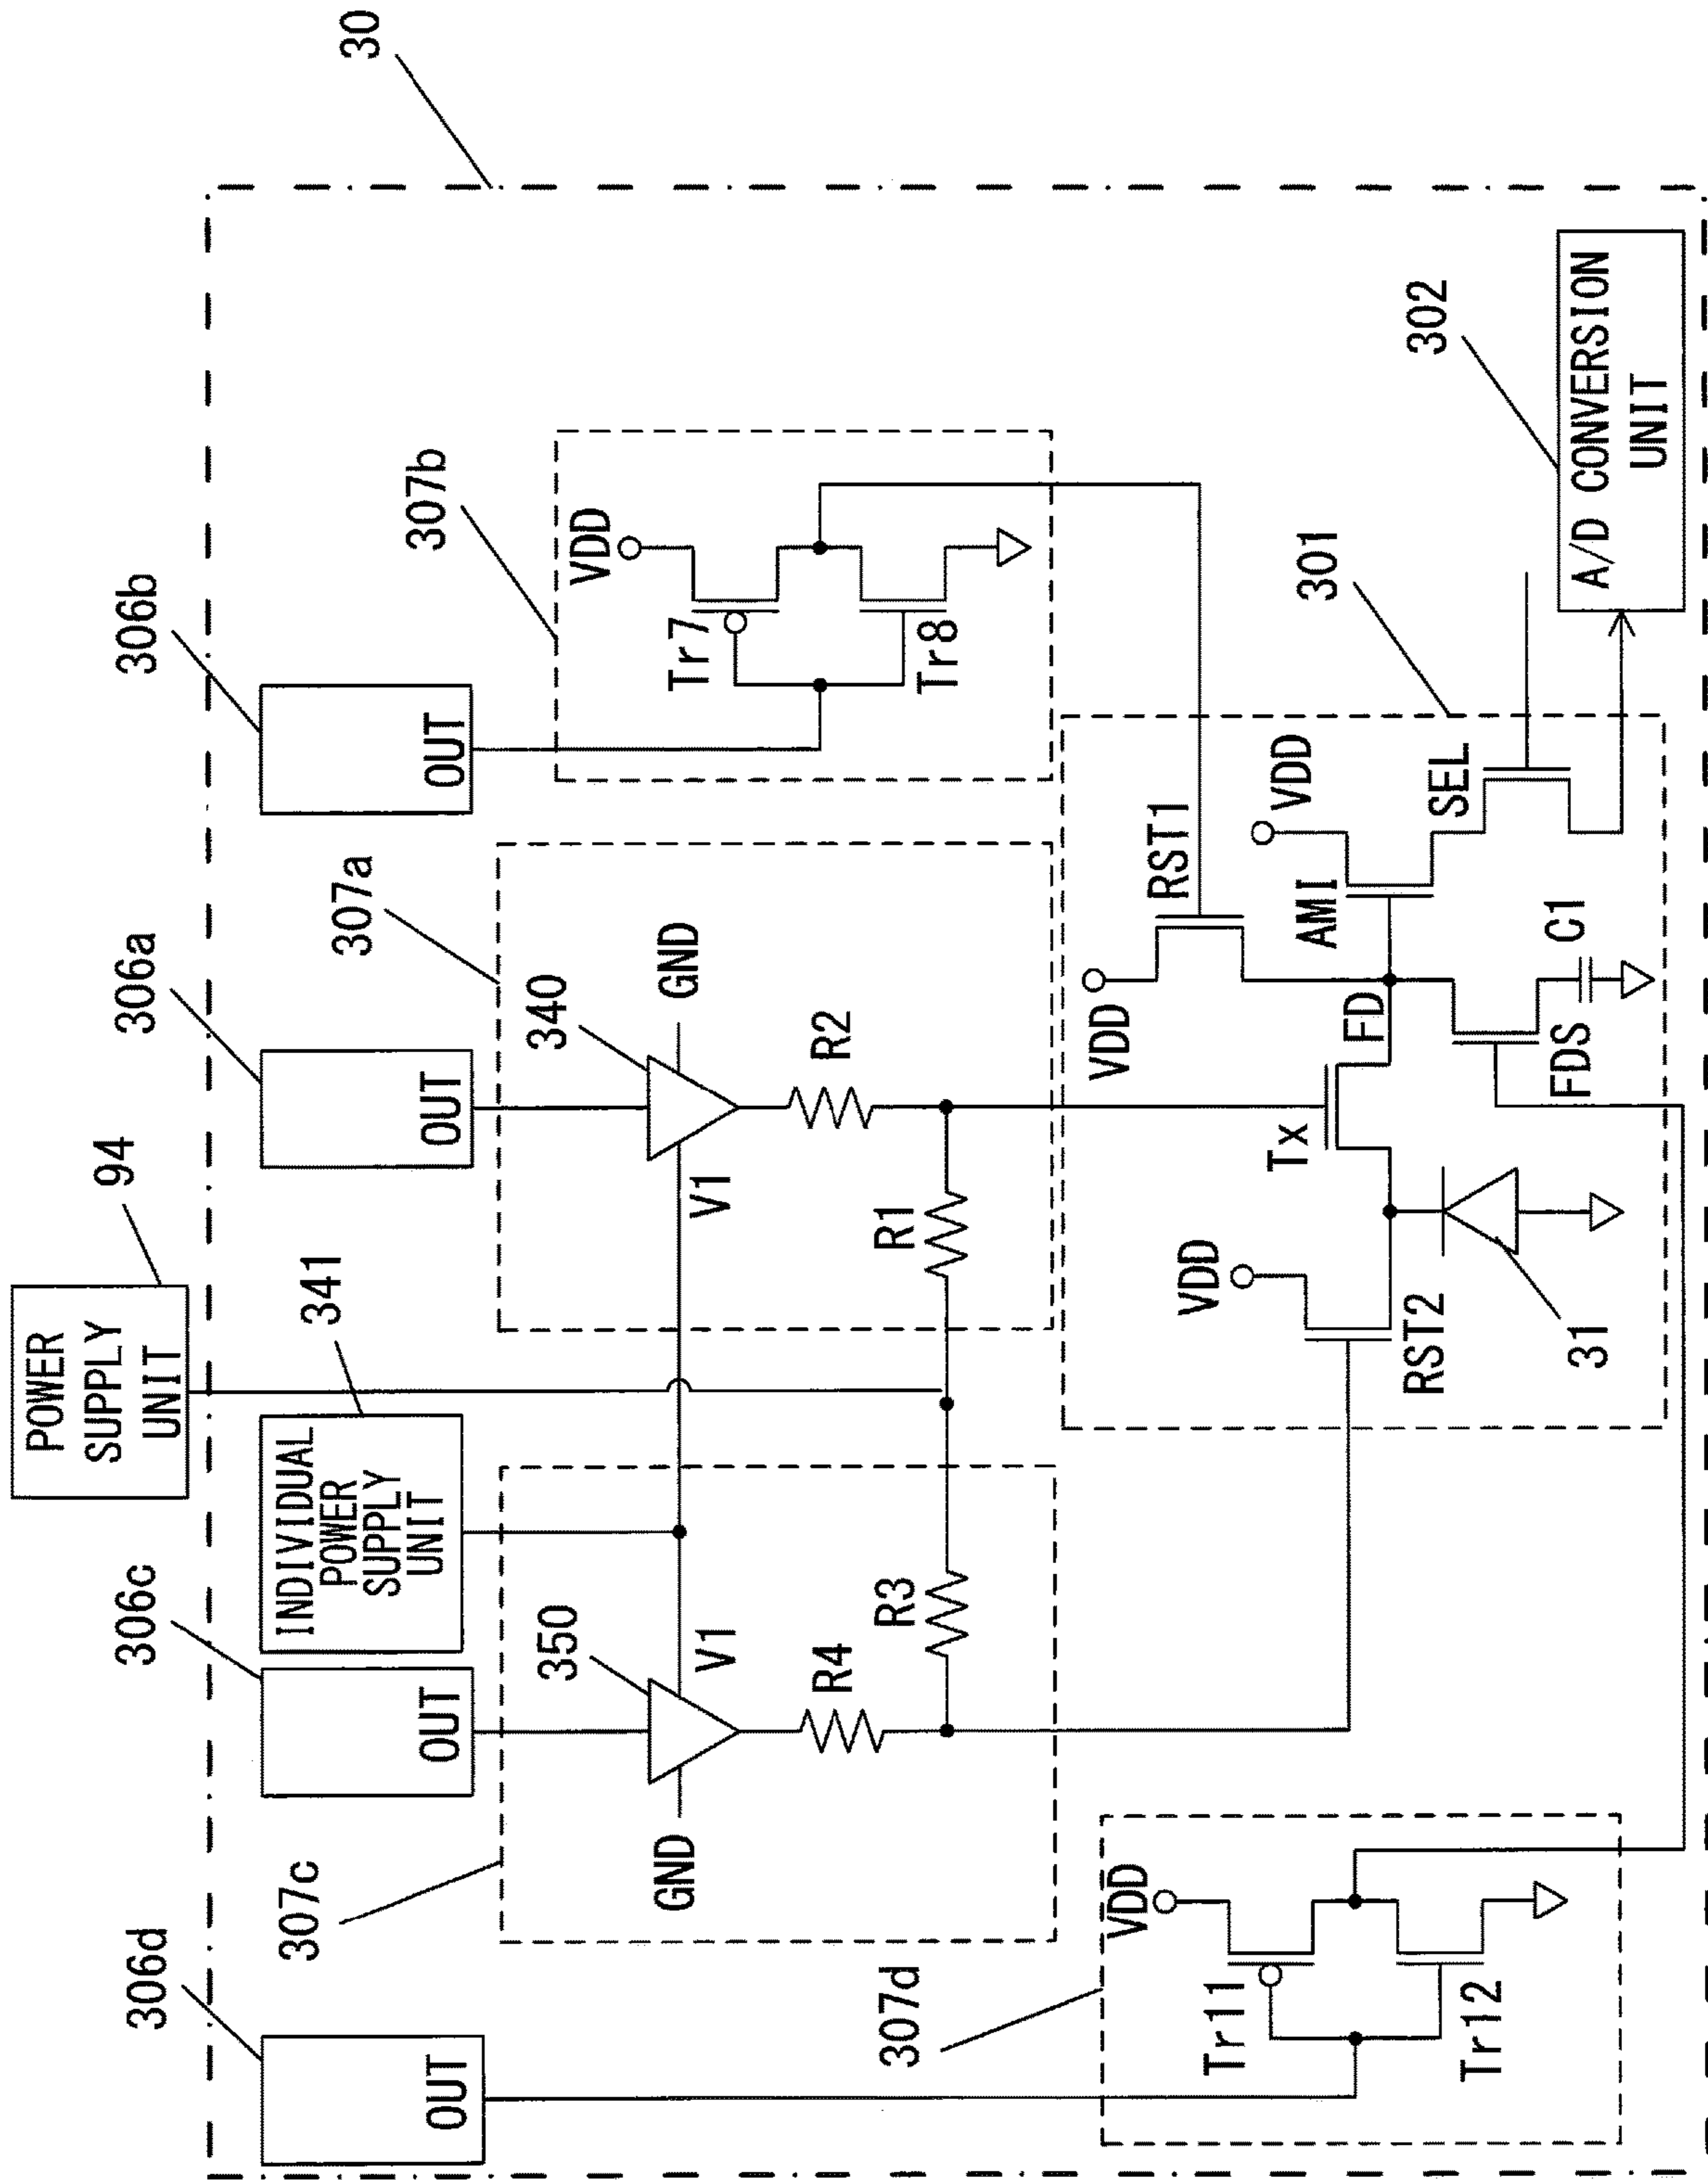 30
94
POWER
SUPPLY
UNIT
306d
306c
306a
306b
341
INDIVIDUAL
POWER
SUPPLY
UNIT
OUT
OUT
OUT
OUT
307c
307a
307b
350
340
GND
V1
V1
GND
R4
R2
R3
R1
VDD
Tr7
Tr8
307d
VDD
Tr11
Tr12
301
VDD
RST1
VDD
AMI
SEL
FD
Tx
VDD
RST2
31
FDS
C1
302
A/D CONVERSION
UNIT